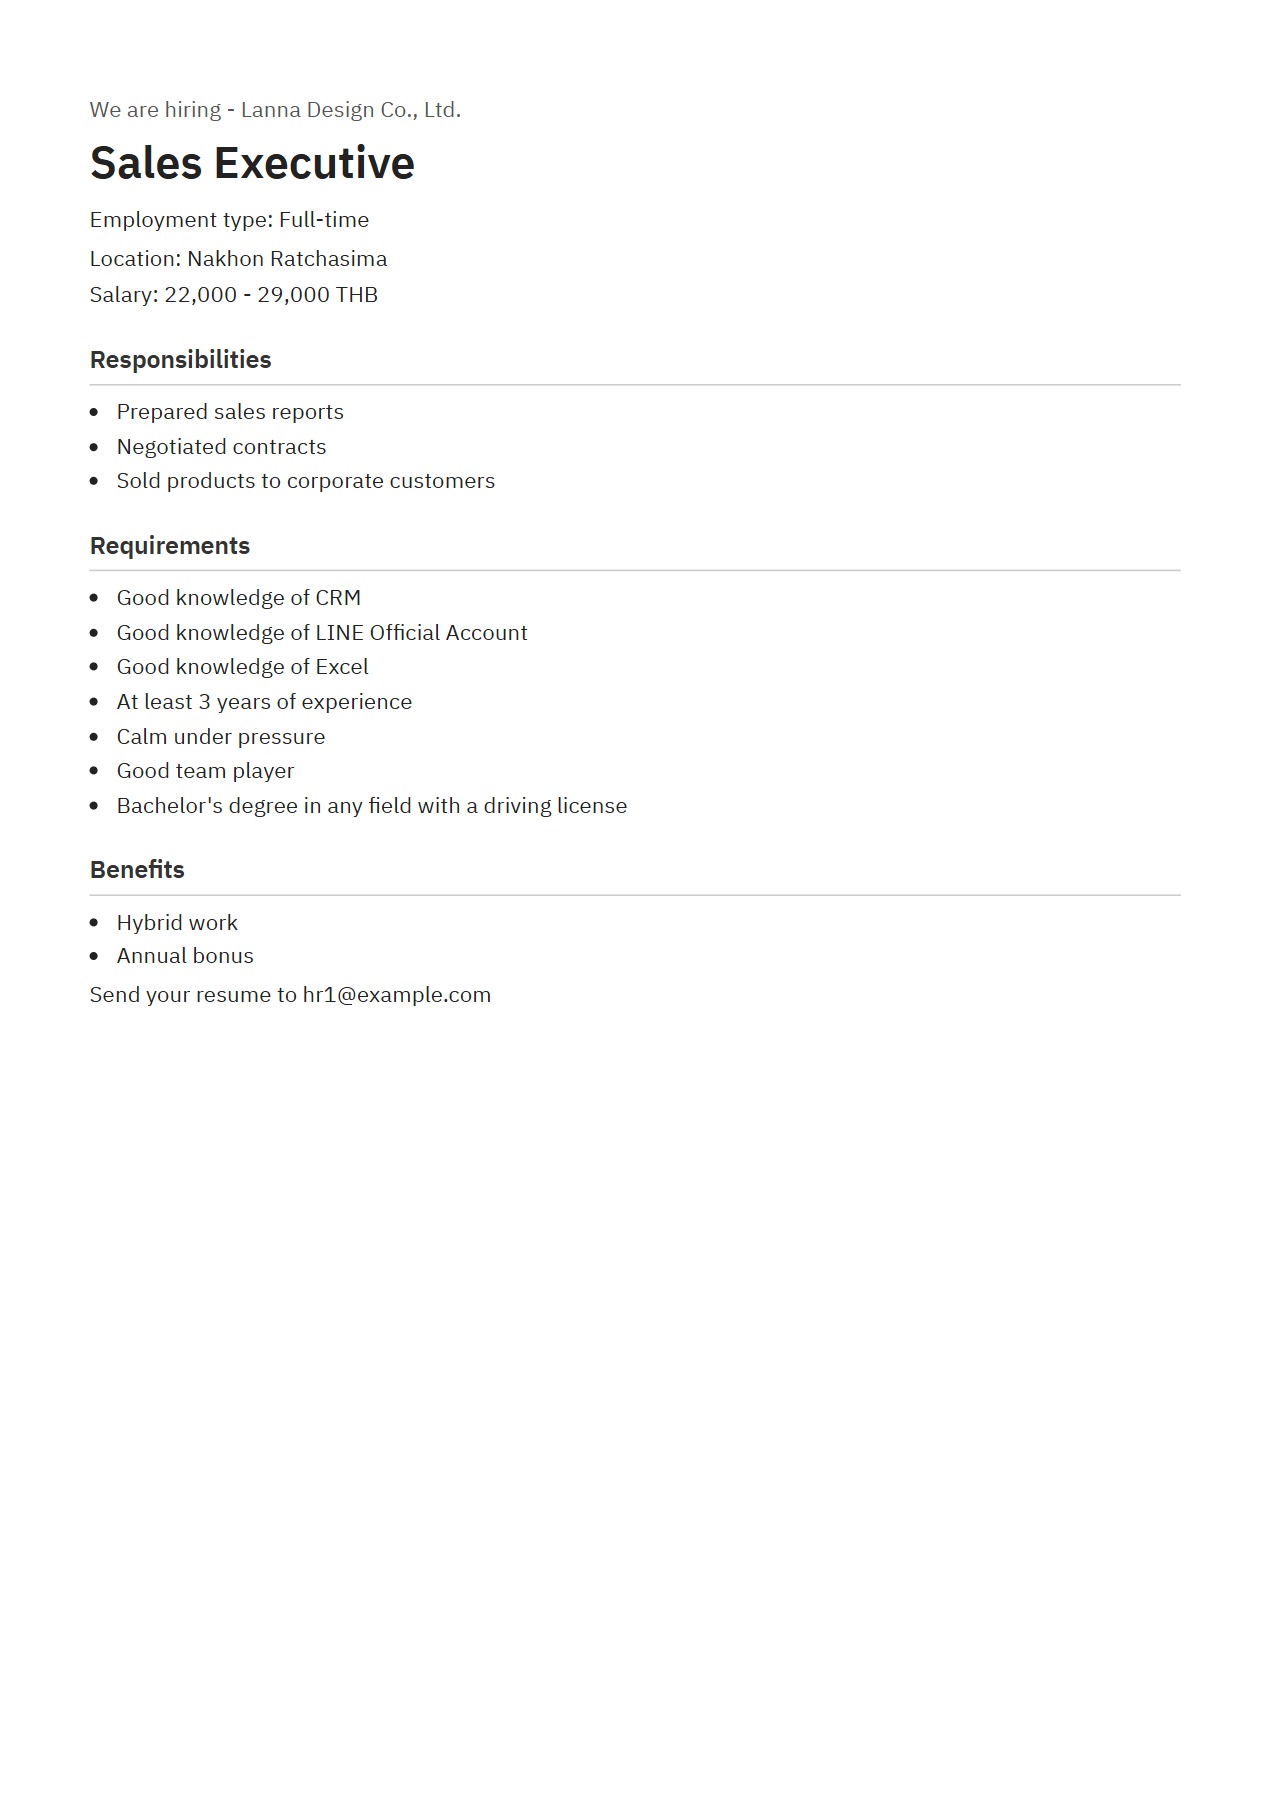 We are hiring - Lanna Design Co., Ltd.
Sales Executive
Employment type: Full-time
Location: Nakhon Ratchasima
Salary: 22,000 - 29,000 THB
Responsibilities
• Prepared sales reports
• Negotiated contracts
• Sold products to corporate customers
Requirements
• Good knowledge of CRM
• Good knowledge of LINE Official Account
• Good knowledge of Excel
• At least 3 years of experience
• Calm under pressure
• Good team player
• Bachelor's degree in any field with a driving license
Benefits
• Hybrid work
• Annual bonus
Send your resume to hr1@example.com